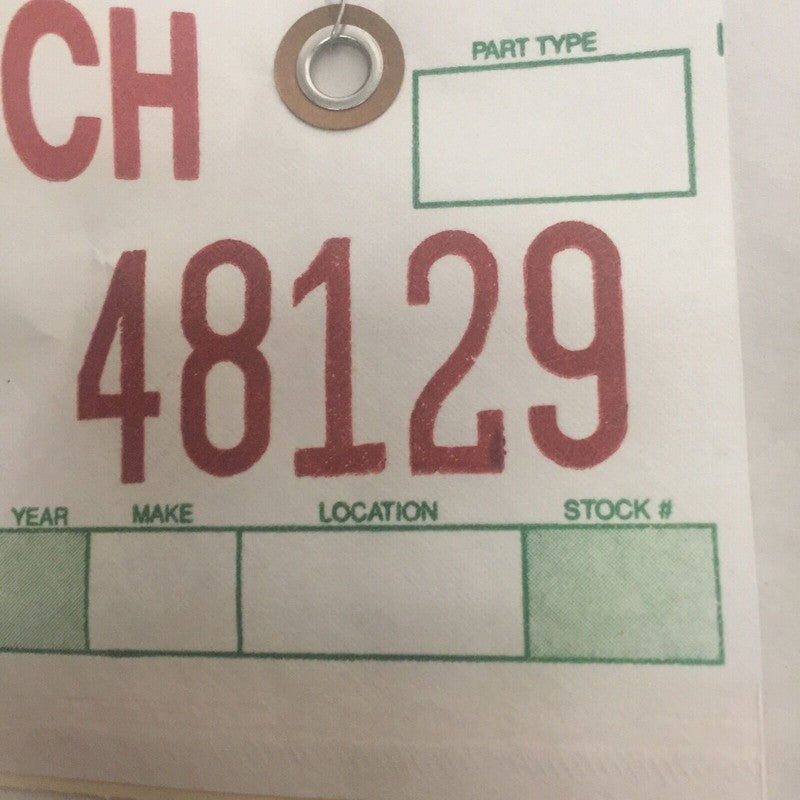 CH
PART TYPE
48129
YEAR MAKE LOCATION STOCK #